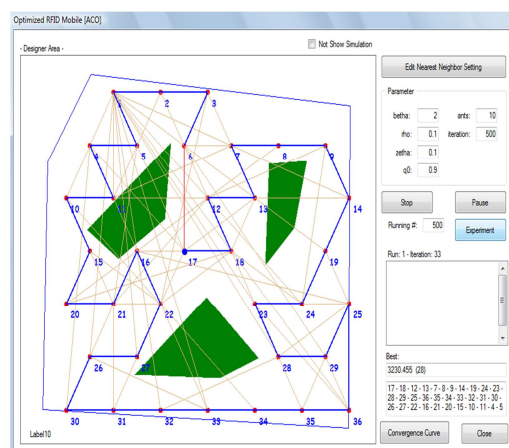 Optimized RFID Mobile [ACO]
- Designer Area -
Not Show Simulation
Edit Nearest Neighbor Setting
Parameter
betha: 2 ants: 10
rho: 0.1 iteration: 500
zetha: 0.1
q0: 0.9
Stop Pause
Running #: 500 Experiment
Run: 1 - Iteration: 33
Best:
3230.455 (28)
17 - 18 - 12 - 13 - 7 - 8 - 9 - 14 - 19 - 24 - 23 -
28 - 29 - 25 - 36 - 35 - 34 - 33 - 32 - 31 - 30 -
26 - 27 - 22 - 16 - 21 - 20 - 15 - 10 - 11 - 4 - 5
Convergence Curve Close
1 2 3
4 5 6 7 8 9
10 12 13 14
15 16 17 18 19
20 21 22 23 24 25
26 27 28 29
30 31 32 33 34 35 36
Label10